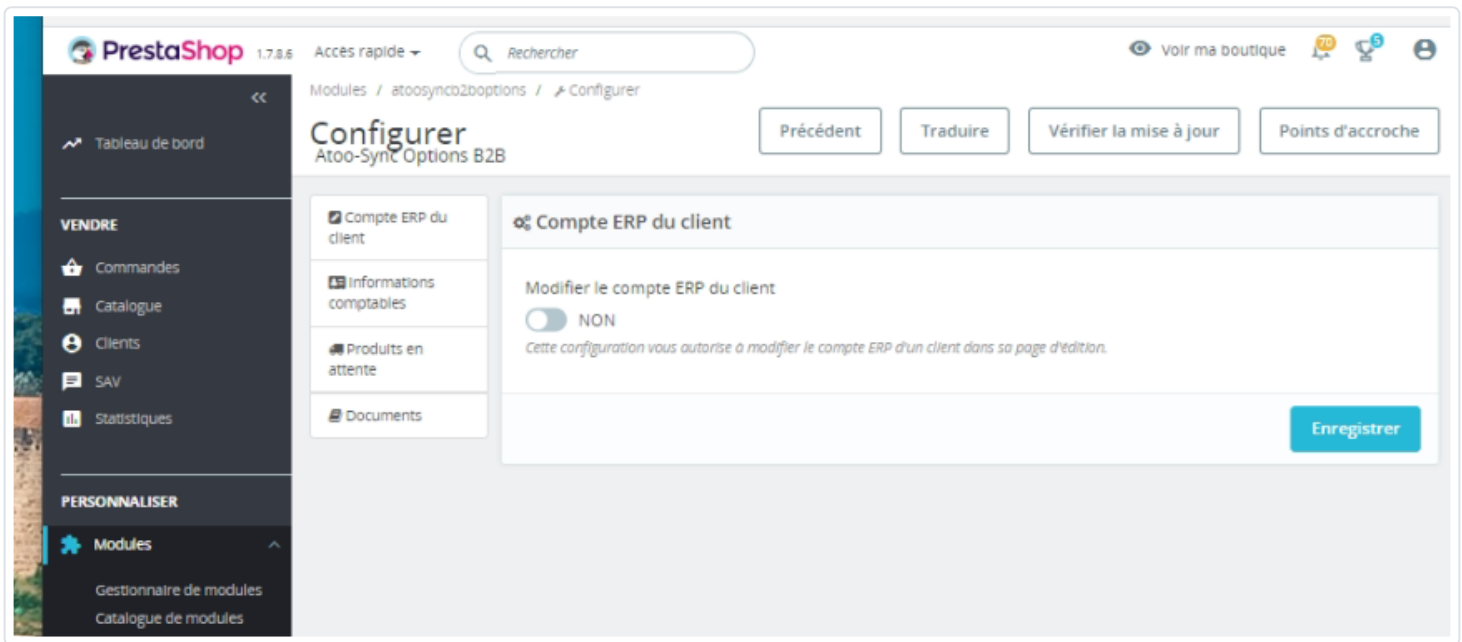 PrestaShop 1.7.8.6 Accès rapide Rechercher Voir ma boutique 70 5
Modules / atoosyncb2boptions / Configurer
Configurer
Atoo-Sync Options B2B
Précédent Traduire Vérifier la mise à jour Points d'accroche
Tableau de bord
VENDRE
Commandes
Catalogue
Clients
SAV
Statistiques
PERSONNALISER
Modules
Gestionnaire de modules
Catalogue de modules
Compte ERP du
client
Informations
comptables
Produits en
attente
Documents
Compte ERP du client
Modifier le compte ERP du client
NON
Cette configuration vous autorise à modifier le compte ERP d'un client dans sa page d'édition.
Enregistrer